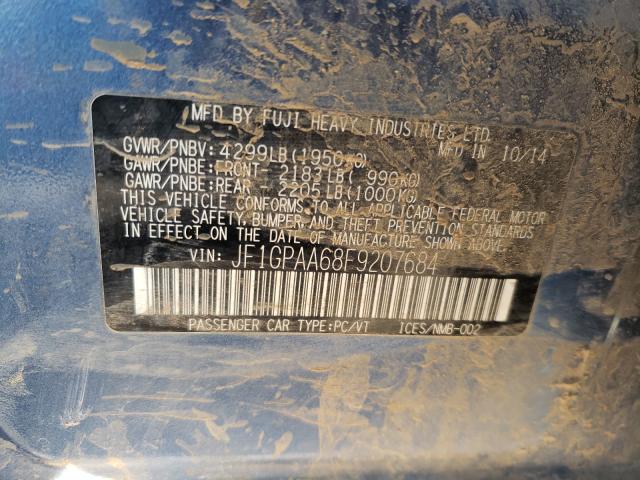 MFD BY FUJI HEAVY INDUSTRIES LTD.
MFD IN 10/14
GVWR/PNBV: 4299LB(1950KG)
GAWR/PNBE:FRONT 2183LB( 990KG)
GAWR/PNBE:REAR 2205LB(1000KG)
THIS VEHICLE CONFORMS TO ALL APPLICABLE FEDERAL MOTOR
VEHICLE SAFETY, BUMPER AND THEFT PREVENTION STANDARDS
IN EFFECT ON THE DATE OF MANUFACTURE SHOWN ABOVE.
VIN: JF1GPAA68F9207684
PASSENGER CAR TYPE:PC/VT ICES/NMB-002